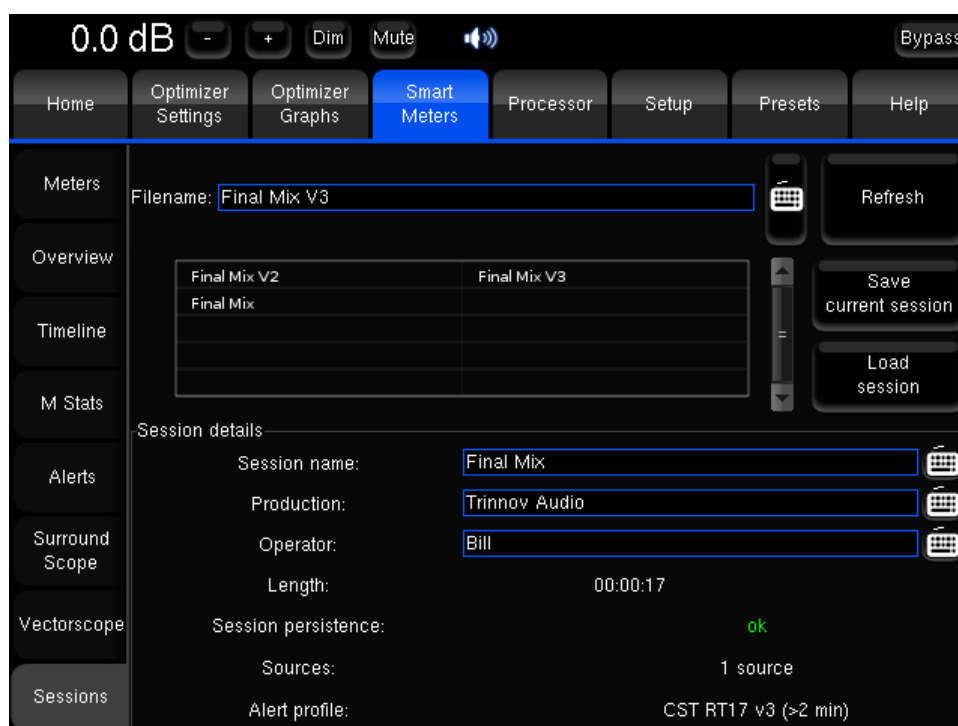 0.0 dB - + Dim Mute Bypass
Home Optimizer Settings Optimizer Graphs Smart Meters Processor Setup Presets Help
Meters
Filename: Final Mix V3
Refresh
Overview
Final Mix V2 Final Mix V3
Final Mix
Save
current session
Timeline
Load
session
M Stats
Session details
Session name: Final Mix
Alerts
Production: Trinnov Audio
Surround
Scope
Operator: Bill
Length: 00:00:17
Vectorscope
Session persistence: ok
Sources: 1 source
Sessions
Alert profile: CST RT17 v3 (>2 min)